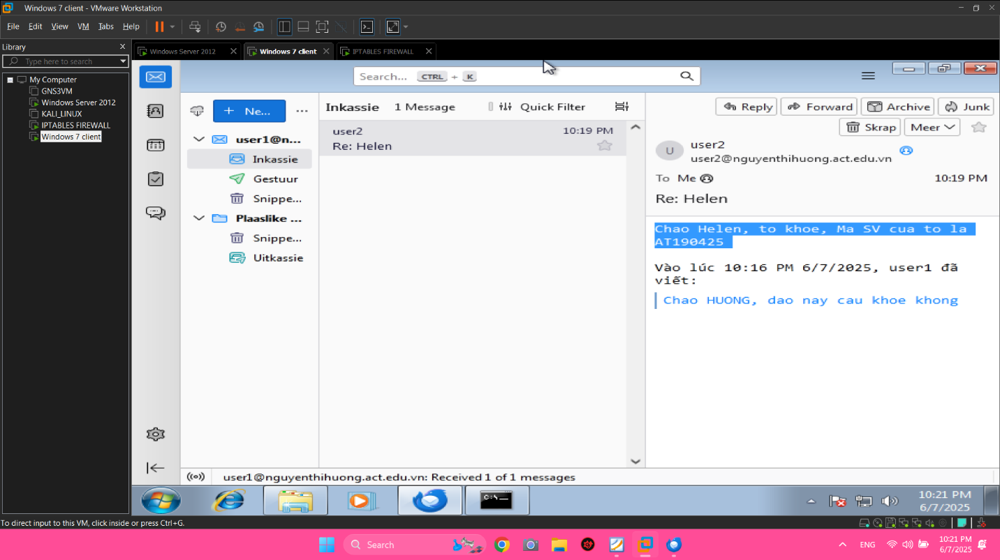 Windows 7 client - VMware Workstation
File Edit View VM Tabs Help
Library
Type here to search
My Computer
GNS3VM
Windows Server 2012
KALI_LINUX
IPTABLES FIREWALL
Windows 7 client
Windows Server 2012
Windows 7 client
IPTABLES FIREWALL
Search... CTRL + K
Ne...
user1@n...
Inkassie
Gestuur
Snippe...
Plaaslike ...
Snippe...
Uitkassie
Inkassie 1 Message Quick Filter
user2 10:19 PM
Re: Helen
Reply Forward Archive Junk
Skrap Meer
U
user2
user2@nguyenthihuong.act.edu.vn
To Me 10:19 PM
Re: Helen
Chao Helen, to khoe, Ma SV cua to la
AT190425
Vào lúc 10:16 PM 6/7/2025, user1 đã
viết:
Chao HUONG, dao nay cau khoe khong
user1@nguyenthihuong.act.edu.vn: Received 1 of 1 messages
C:\
10:21 PM
6/7/2025
To direct input to this VM, click inside or press Ctrl+G.
Search
ENG
10:21 PM
6/7/2025